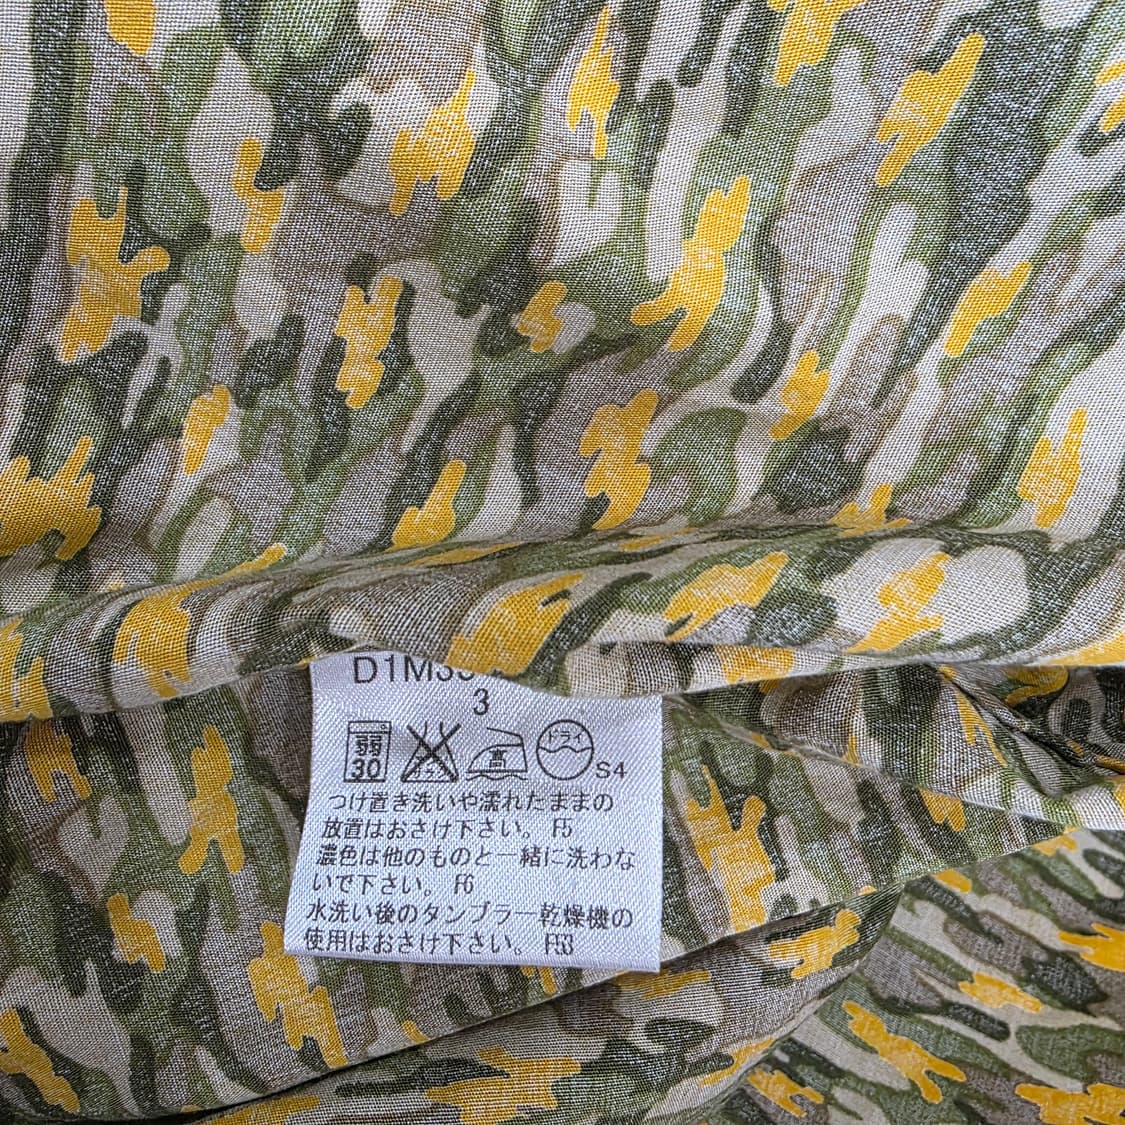 D1M
3
弱
30
高
ドライ
S4
つけ置き洗いや濡れたままの
放置はおさけ下さい。 F5
濃色は他のものと一緒に洗わな
いで下さい。 F6
水洗い後のタンブラー乾燥機の
使用はおさけ下さい。 F53